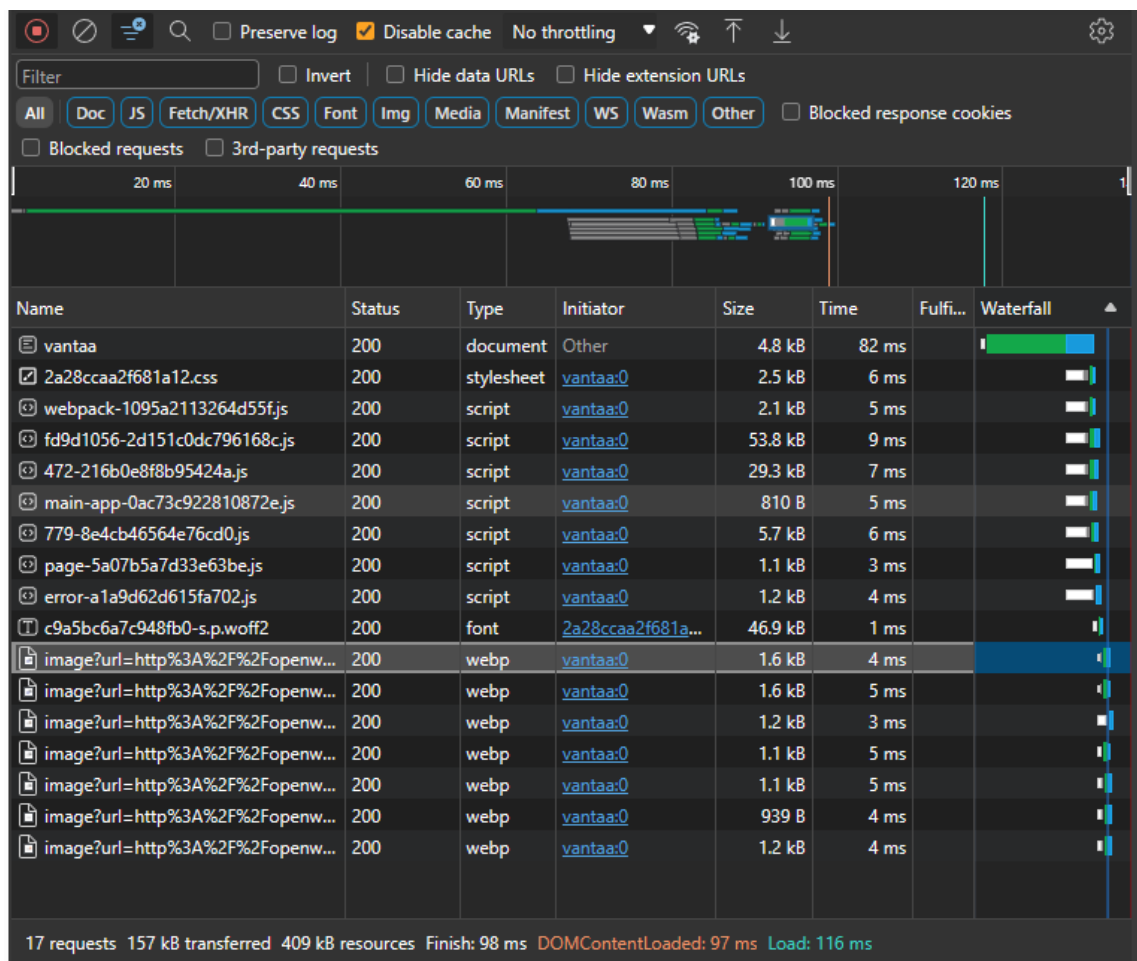 Preserve log Disable cache No throttling
Filter Invert Hide data URLs Hide extension URLs
All Doc JS Fetch/XHR CSS Font Img Media Manifest WS Wasm Other Blocked response cookies
Blocked requests 3rd-party requests
20 ms 40 ms 60 ms 80 ms 100 ms 120 ms 1
Name Status Type Initiator Size Time Fulfi... Waterfall
vantaa 200 document Other 4.8 kB 82 ms
2a28ccaa2f681a12.css 200 stylesheet vantaa:0 2.5 kB 6 ms
webpack-1095a2113264d55f.js 200 script vantaa:0 2.1 kB 5 ms
fd9d1056-2d151c0dc796168c.js 200 script vantaa:0 53.8 kB 9 ms
472-216b0e8f8b95424a.js 200 script vantaa:0 29.3 kB 7 ms
main-app-0ac73c922810872e.js 200 script vantaa:0 810 B 5 ms
779-8e4cb46564e76cd0.js 200 script vantaa:0 5.7 kB 6 ms
page-5a07b5a7d33e63be.js 200 script vantaa:0 1.1 kB 3 ms
error-a1a9d62d615fa702.js 200 script vantaa:0 1.2 kB 4 ms
c9a5bc6a7c948fb0-s.p.woff2 200 font 2a28ccaa2f681a... 46.9 kB 1 ms
image?url=http%3A%2F%2Fopenw... 200 webp vantaa:0 1.6 kB 4 ms
image?url=http%3A%2F%2Fopenw... 200 webp vantaa:0 1.6 kB 5 ms
image?url=http%3A%2F%2Fopenw... 200 webp vantaa:0 1.2 kB 3 ms
image?url=http%3A%2F%2Fopenw... 200 webp vantaa:0 1.1 kB 5 ms
image?url=http%3A%2F%2Fopenw... 200 webp vantaa:0 1.1 kB 5 ms
image?url=http%3A%2F%2Fopenw... 200 webp vantaa:0 939 B 4 ms
image?url=http%3A%2F%2Fopenw... 200 webp vantaa:0 1.2 kB 4 ms
17 requests 157 kB transferred 409 kB resources Finish: 98 ms DOMContentLoaded: 97 ms Load: 116 ms